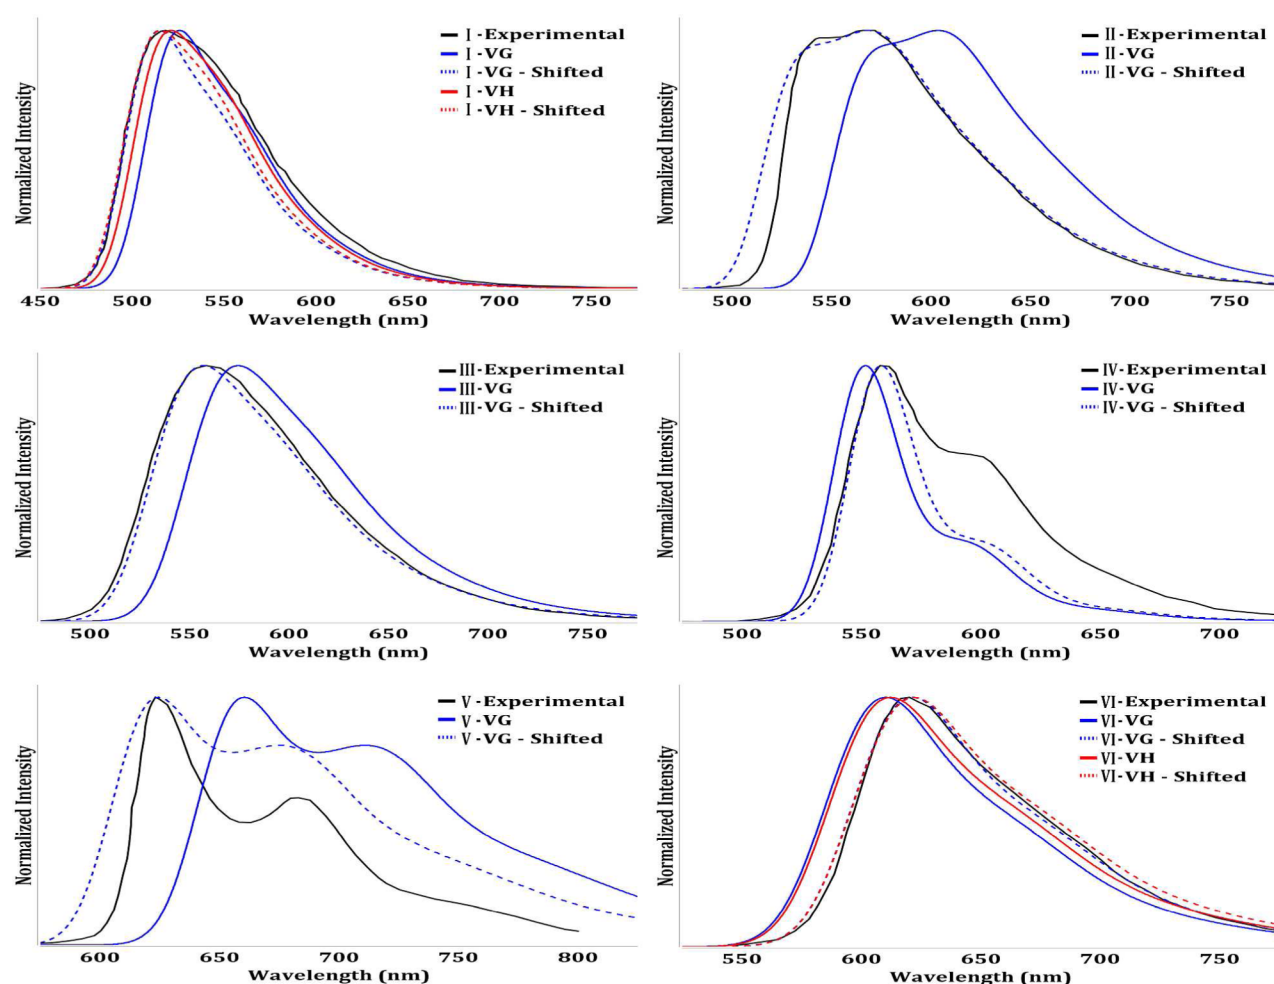 Normalized Intensity
I-Experimental
I-VG
I-VG - Shifted
I-VH
I-VH - Shifted
450 500 550 600 650 700 750
Wavelength (nm)
Normalized Intensity
II-Experimental
II-VG
II-VG - Shifted
500 550 600 650 700 750
Wavelength (nm)
Normalized Intensity
III-Experimental
III-VG
III-VG - Shifted
500 550 600 650 700 750
Wavelength (nm)
Normalized Intensity
IV-Experimental
IV-VG
IV-VG - Shifted
500 550 600 650 700
Wavelength (nm)
Normalized Intensity
V-Experimental
V-VG
V-VG - Shifted
600 650 700 750 800
Wavelength (nm)
Normalized Intensity
VI-Experimental
VI-VG
VI-VG - Shifted
VI-VH
VI-VH - Shifted
550 600 650 700 750
Wavelength (nm)